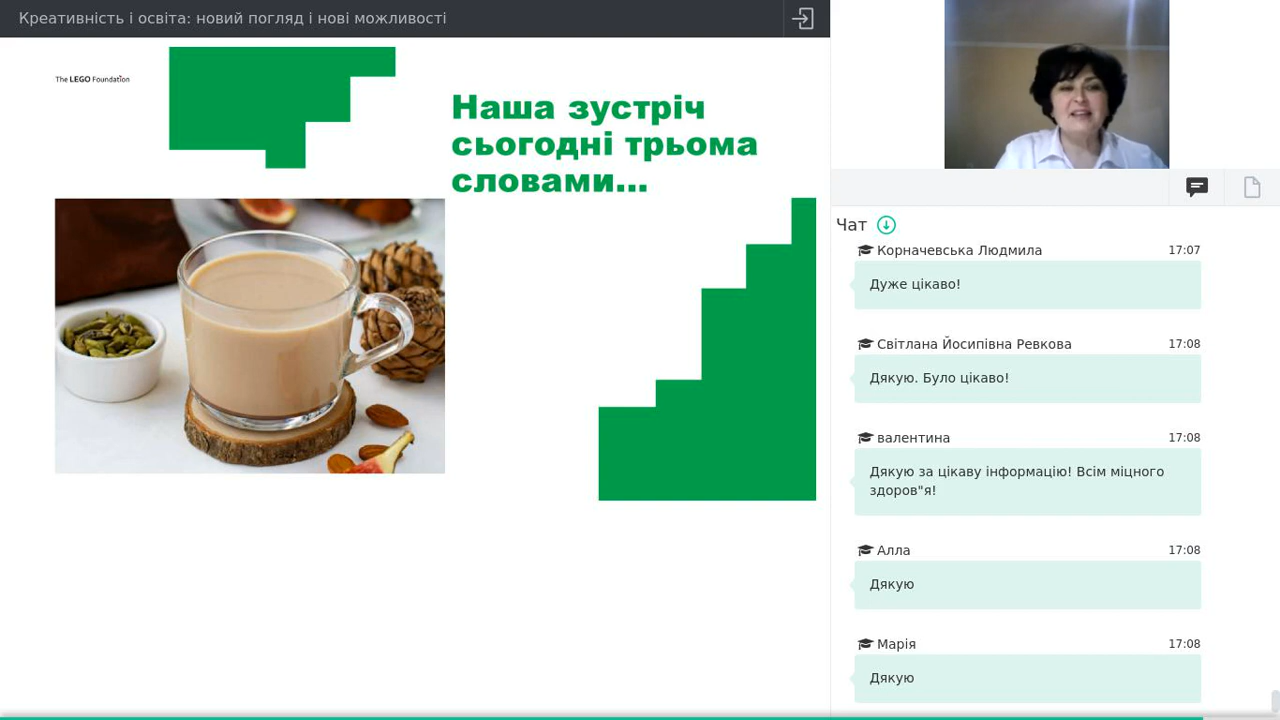 Креативність і освіта: новий погляд і нові можливості
The LEGO Foundation
Наша зустріч
сьогодні трьома
словами...
Чат
Корначевська Людмила 17:07
Дуже цікаво!
Світлана Йосипівна Ревкова 17:08
Дякую. Було цікаво!
валентина 17:08
Дякую за цікаву інформацію! Всім міцного
здоров"я!
Алла 17:08
Дякую
Марія 17:08
Дякую